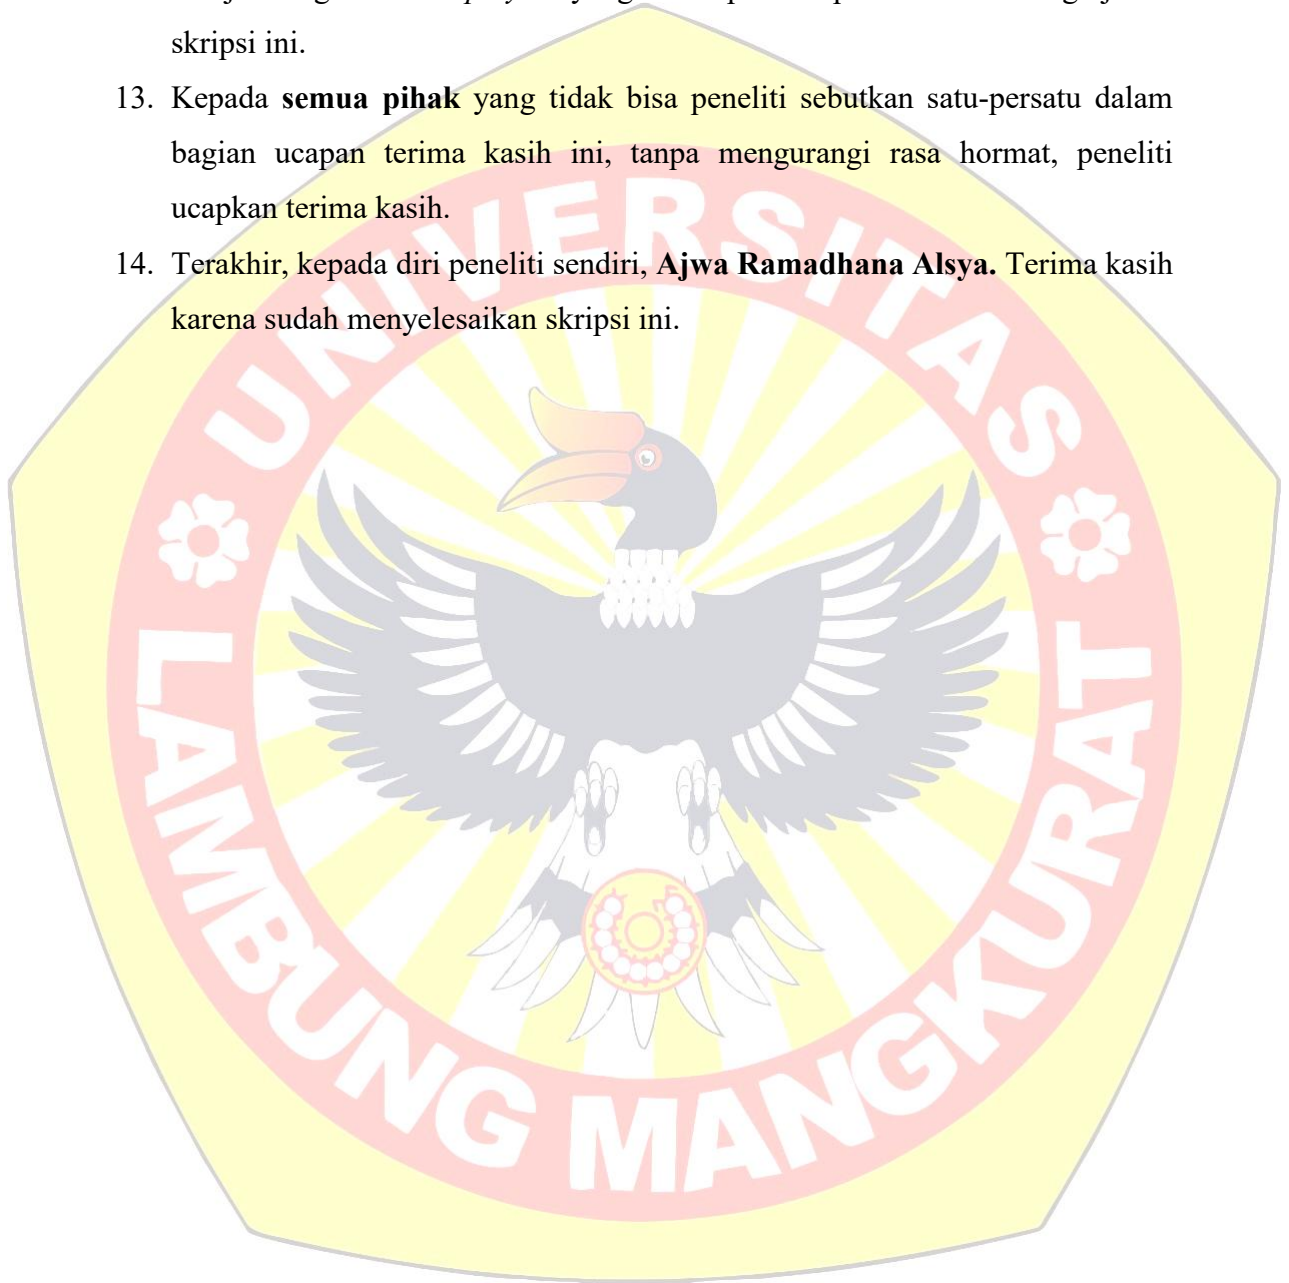 skripsi ini.
13. Kepada semua pihak yang tidak bisa peneliti sebutkan satu-persatu dalam
bagian ucapan terima kasih ini, tanpa mengurangi rasa hormat, peneliti
ucapkan terima kasih.
14. Terakhir, kepada diri peneliti sendiri, Ajwa Ramadhana Alsya. Terima kasih
karena sudah menyelesaikan skripsi ini.
UNIVERSITAS
LAMBUNG MANGKURAT